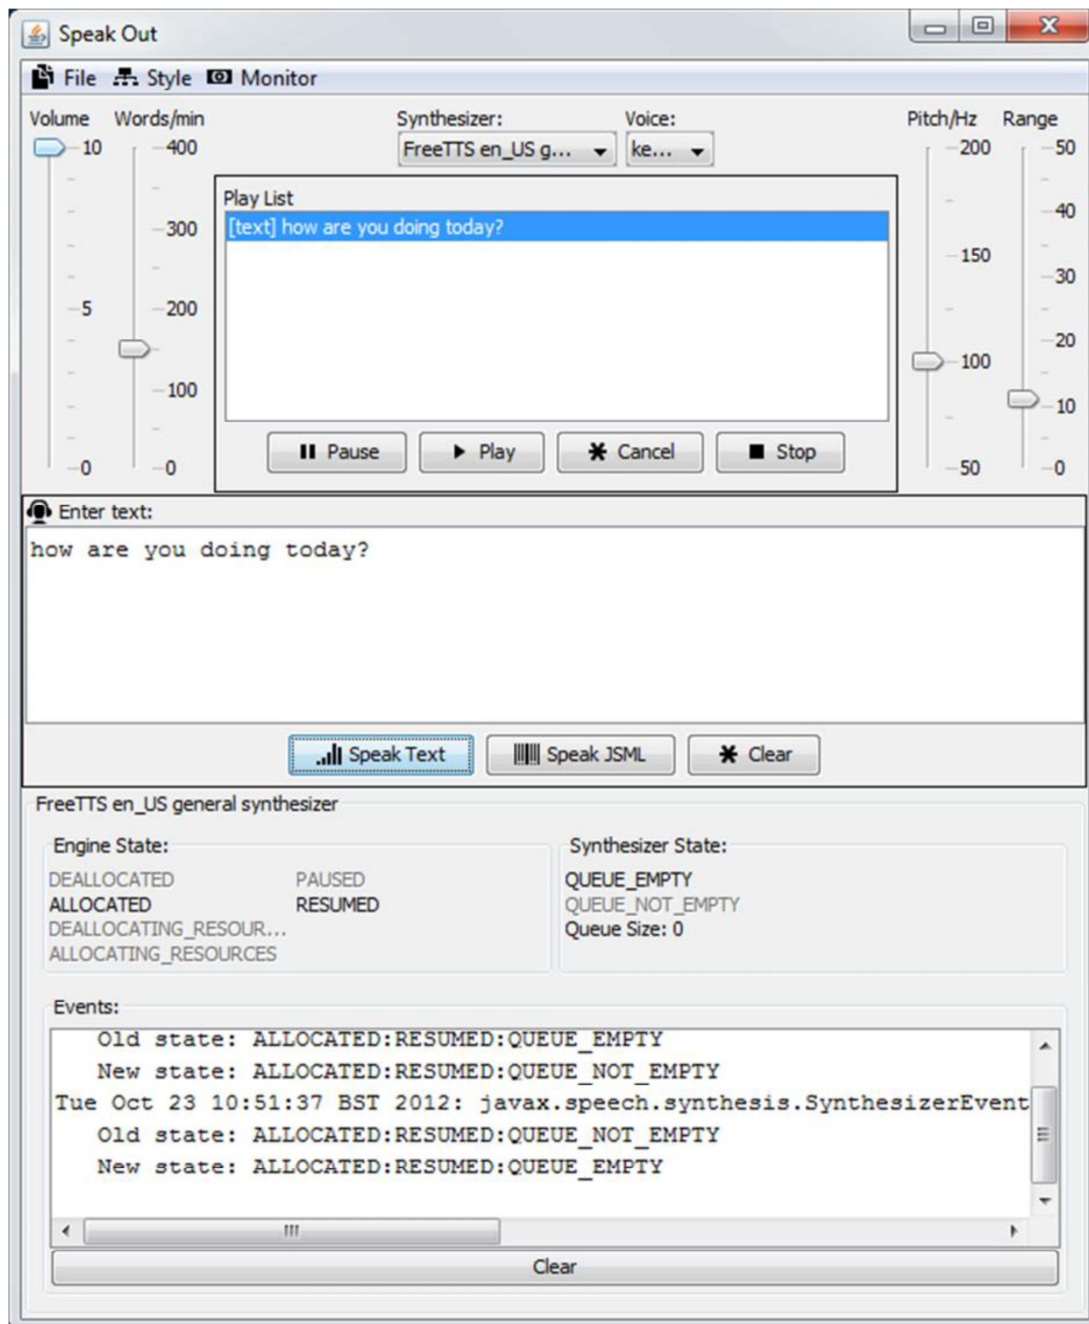 Speak Out
File Style Monitor
Volume Words/min Synthesizer: Voice: Pitch/Hz Range
10 400 FreeTTS en_US g... ke... 200 50
Play List
[text] how are you doing today?
300 40
150
30
5 200
20
100
100 10
0 0 50 0
Pause Play Cancel Stop
Enter text:
how are you doing today?
Speak Text Speak JSML Clear
FreeTTS en_US general synthesizer
Engine State: Synthesizer State:
DEALLOCATED PAUSED QUEUE_EMPTY
ALLOCATED RESUMED QUEUE_NOT_EMPTY
DEALLOCATING_RESOUR... Queue Size: 0
ALLOCATING_RESOURCES
Events:
Old state: ALLOCATED:RESUMED:QUEUE_EMPTY
New state: ALLOCATED:RESUMED:QUEUE_NOT_EMPTY
Tue Oct 23 10:51:37 BST 2012: javax.speech.synthesis.SynthesizerEvent
Old state: ALLOCATED:RESUMED:QUEUE_NOT_EMPTY
New state: ALLOCATED:RESUMED:QUEUE_EMPTY
Clear